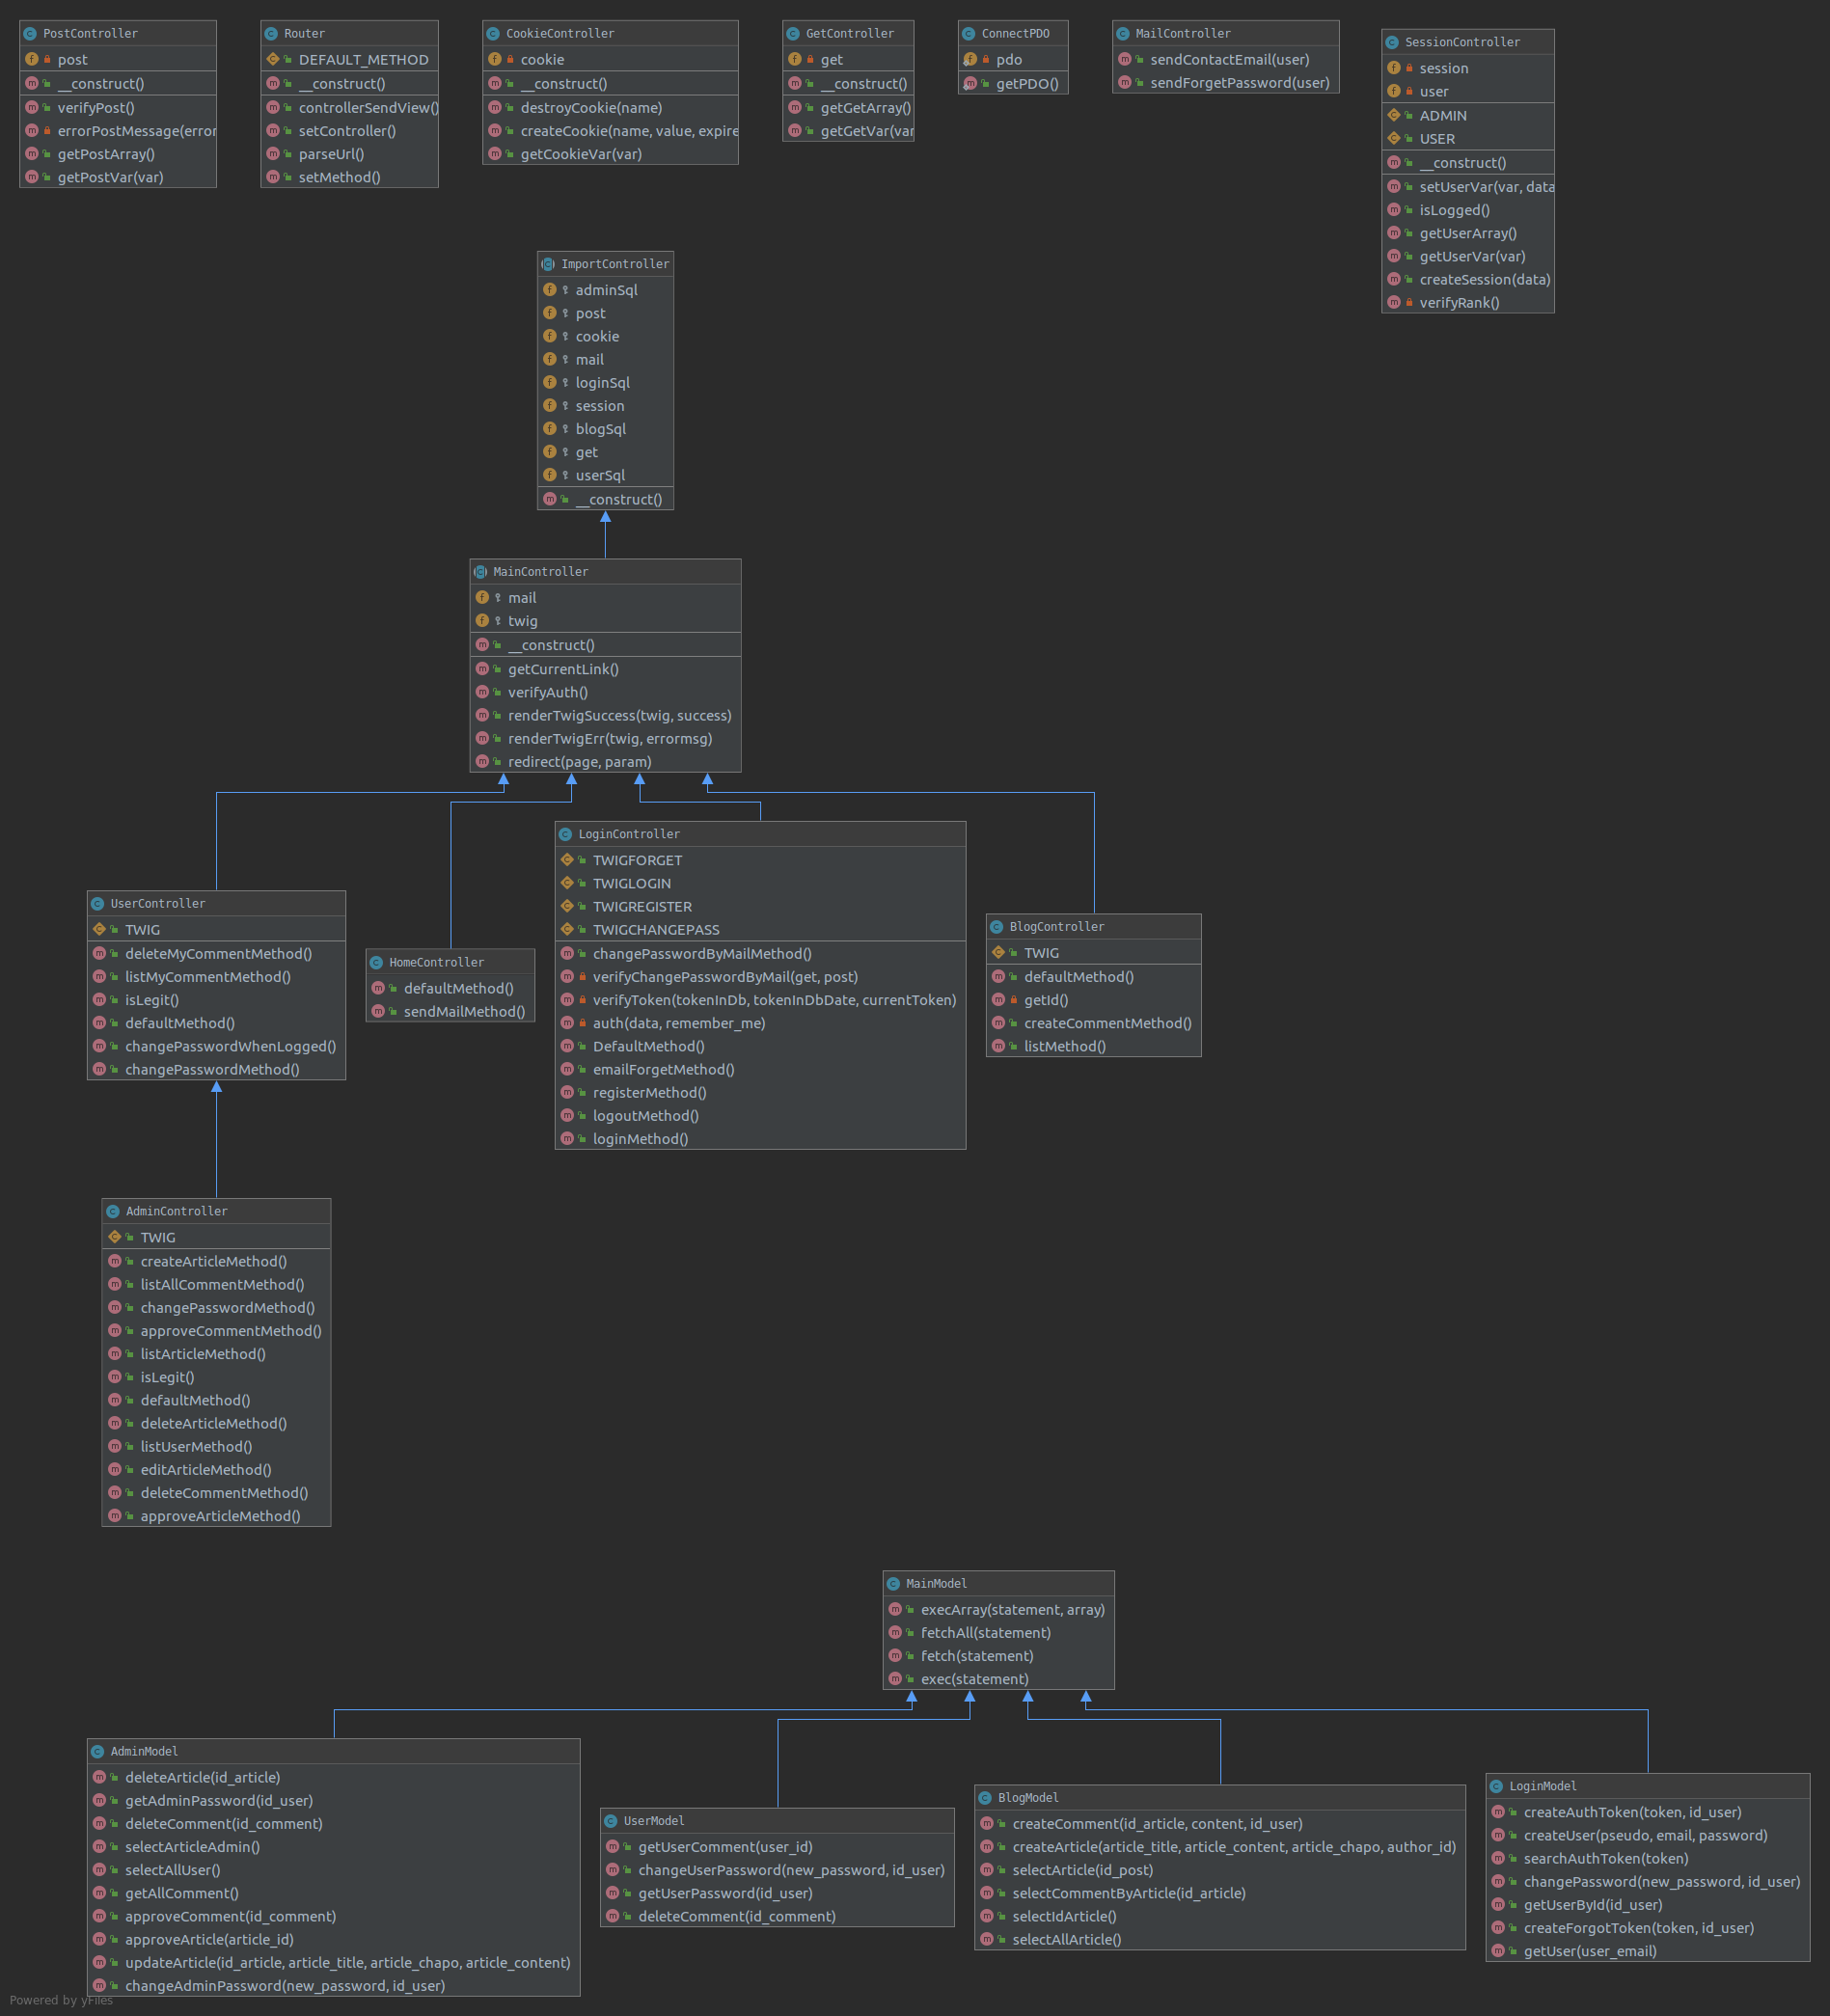 PostController
post
__construct()
verifyPost()
errorPostMessage(error
getPostArray()
getPostVar(var)
Router
DEFAULT_METHOD
__construct()
controllerSendView()
setController()
parseUrl()
setMethod()
CookieController
cookie
__construct()
destroyCookie(name)
createCookie(name, value, expire
getCookieVar(var)
GetController
get
__construct()
getGetArray()
getGetVar(var
ConnectPDO
pdo
getPDO()
MailController
sendContactEmail(user)
sendForgetPassword(user)
SessionController
session
user
ADMIN
USER
__construct()
setUserVar(var, data
isLogged()
getUserArray()
getUserVar(var)
createSession(data)
verifyRank()
ImportController
adminSql
post
cookie
mail
loginSql
session
blogSql
get
userSql
__construct()
MainController
mail
twig
__construct()
getCurrentLink()
verifyAuth()
renderTwigSuccess(twig, success)
renderTwigErr(twig, errormsg)
redirect(page, param)
UserController
TWIG
deleteMyCommentMethod()
listMyCommentMethod()
isLegit()
defaultMethod()
changePasswordWhenLogged()
changePasswordMethod()
HomeController
defaultMethod()
sendMailMethod()
LoginController
TWIGFORGET
TWIGLOGIN
TWIGREGISTER
TWIGCHANGEPASS
changePasswordByMailMethod()
verifyChangePasswordByMail(get, post)
verifyToken(tokenInDb, tokenInDbDate, currentToken)
auth(data, remember_me)
DefaultMethod()
emailForgetMethod()
registerMethod()
logoutMethod()
loginMethod()
BlogController
TWIG
defaultMethod()
getId()
createCommentMethod()
listMethod()
AdminController
TWIG
createArticleMethod()
listAllCommentMethod()
changePasswordMethod()
approveCommentMethod()
listArticleMethod()
isLegit()
defaultMethod()
deleteArticleMethod()
listUserMethod()
editArticleMethod()
deleteCommentMethod()
approveArticleMethod()
MainModel
execArray(statement, array)
fetchAll(statement)
fetch(statement)
exec(statement)
AdminModel
deleteArticle(id_article)
getAdminPassword(id_user)
deleteComment(id_comment)
selectArticleAdmin()
selectAllUser()
getAllComment()
approveComment(id_comment)
approveArticle(article_id)
updateArticle(id_article, article_title, article_chapo, article_content)
changeAdminPassword(new_password, id_user)
UserModel
getUserComment(user_id)
changeUserPassword(new_password, id_user)
getUserPassword(id_user)
deleteComment(id_comment)
BlogModel
createComment(id_article, content, id_user)
createArticle(article_title, article_content, article_chapo, author_id)
selectArticle(id_post)
selectCommentByArticle(id_article)
selectIdArticle()
selectAllArticle()
LoginModel
createAuthToken(token, id_user)
createUser(pseudo, email, password)
searchAuthToken(token)
changePassword(new_password, id_user)
getUserById(id_user)
createForgotToken(token, id_user)
getUser(user_email)
Powered by yFiles